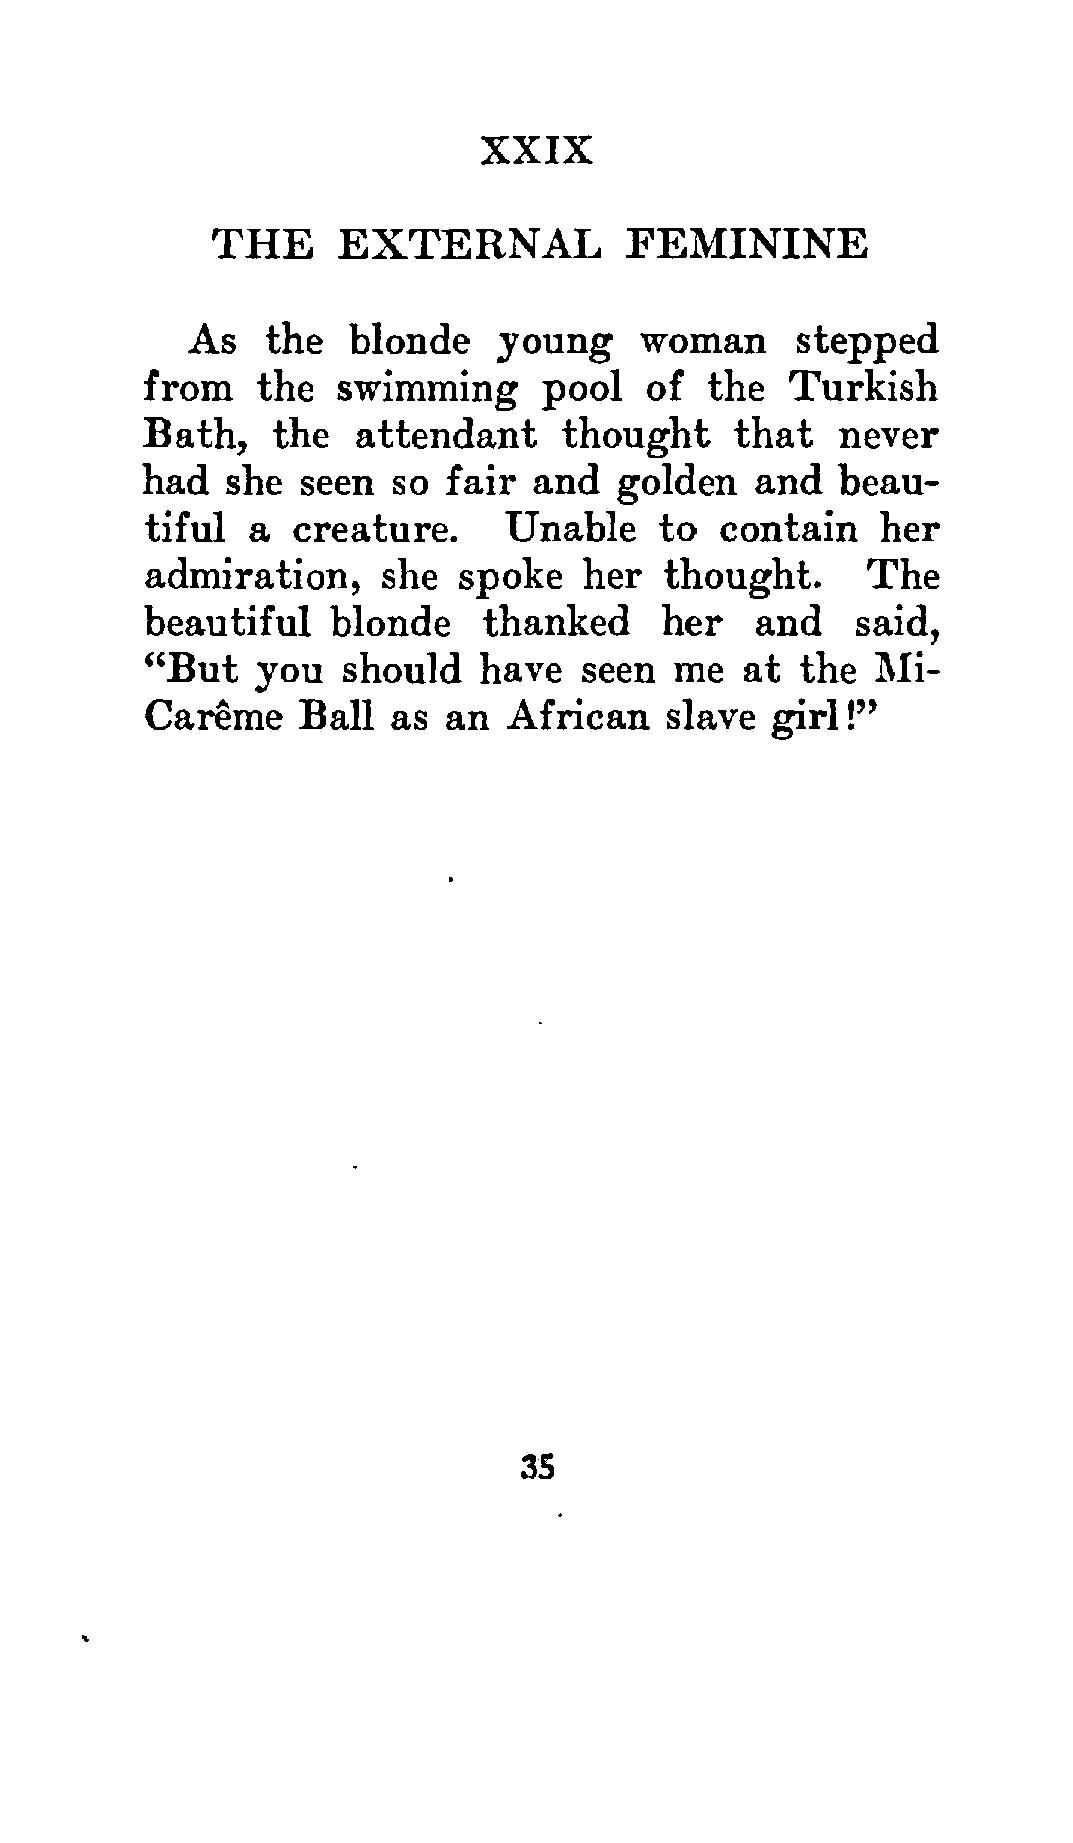 XXIX
THE EXTERNAL FEMININE
As the blonde young woman stepped
from the swimming pool of the Turkish
Bath, the attendant thought that never
had she seen so fair and golden and beau-
tiful a creature. Unable to contain her
admiration, she spoke her thought. The
beautiful blonde thanked her and said,
“But you should have seen me at the Mi-
Carême Ball as an African slave girl!”
35